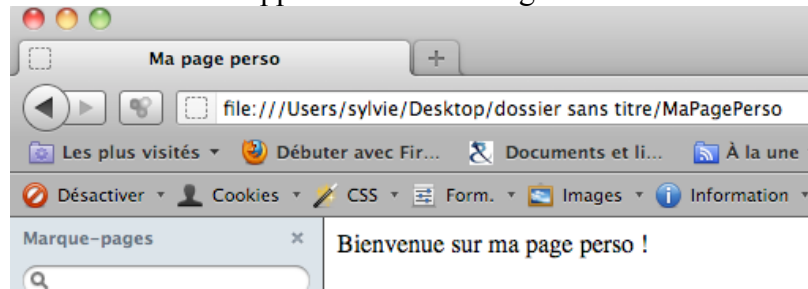 Ma page perso
file:///Users/sylvie/Desktop/dossier sans titre/MaPagePerso
Les plus visités Débuter avec Fir... Documents et li... À la une
Désactiver Cookies CSS Form. Images Information
Marque-pages
Bienvenue sur ma page perso !